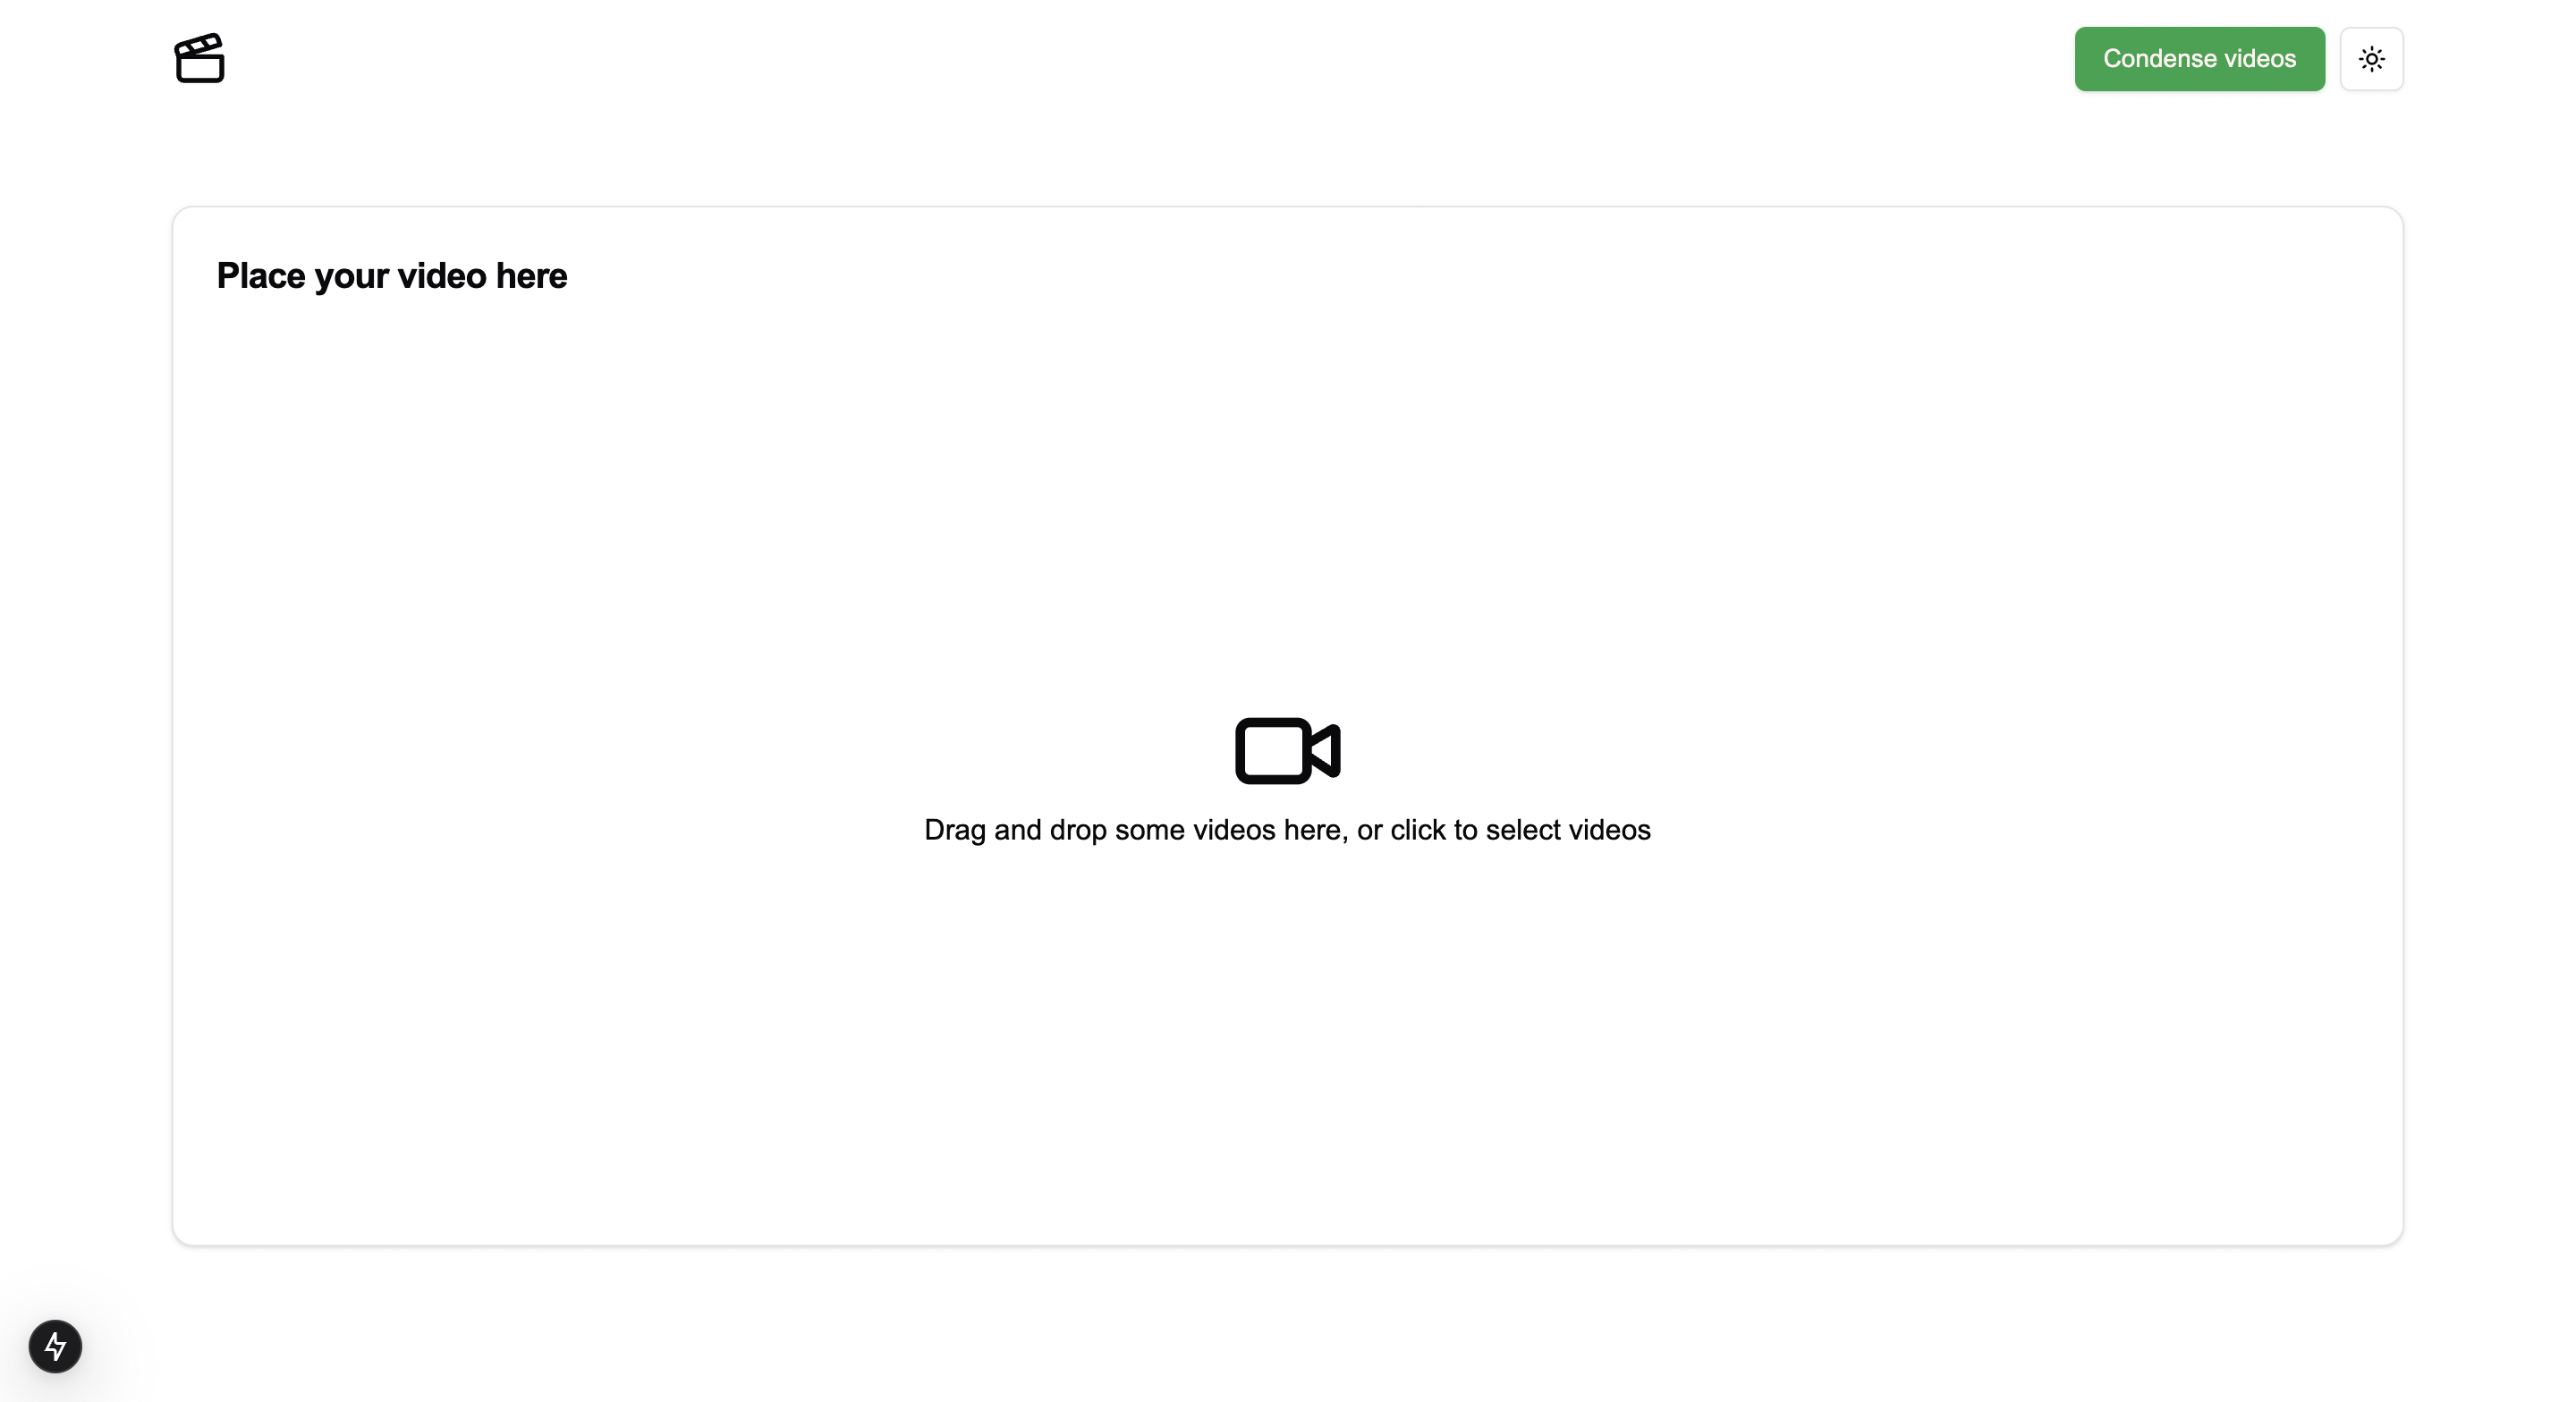 Condense videos
Place your video here
Drag and drop some videos here, or click to select videos